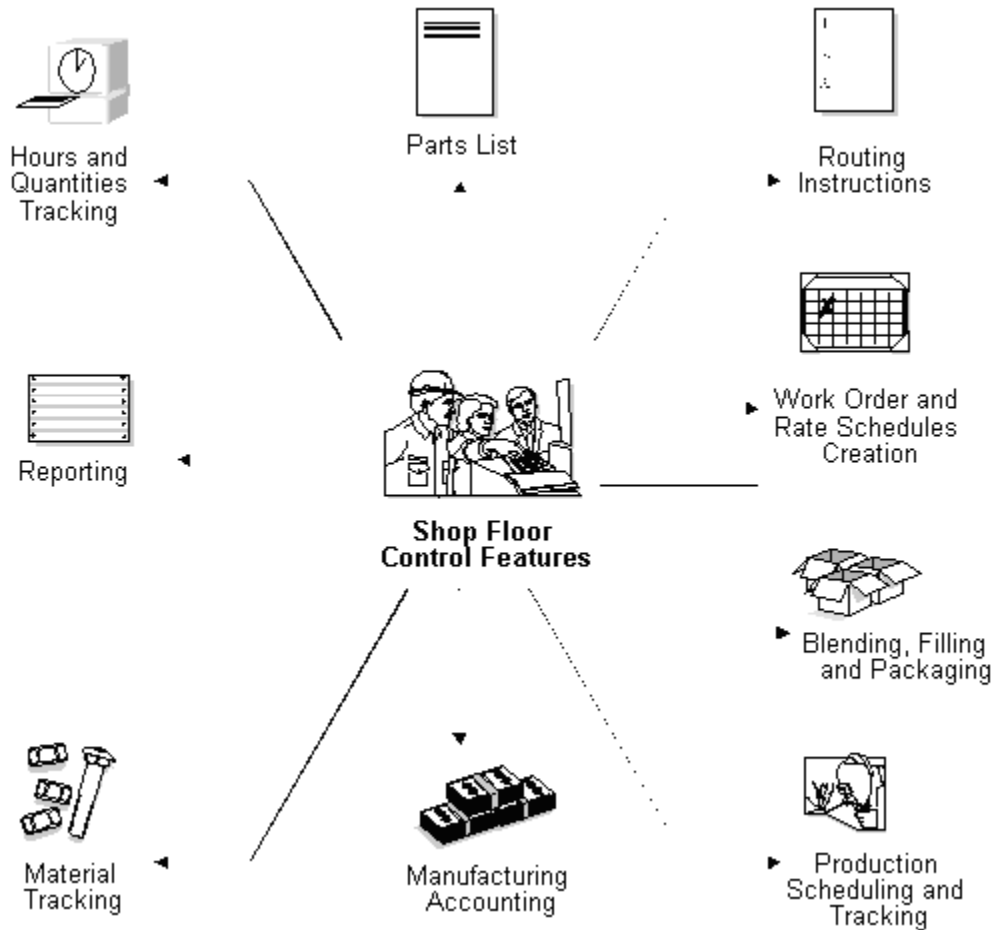 Parts List
Hours and
Quantities
Tracking
Routing
Instructions
Work Order and
Rate Schedules
Creation
Reporting
Shop Floor
Control Features
Blending, Filling
and Packaging
Material
Tracking
Manufacturing
Accounting
Production
Scheduling and
Tracking